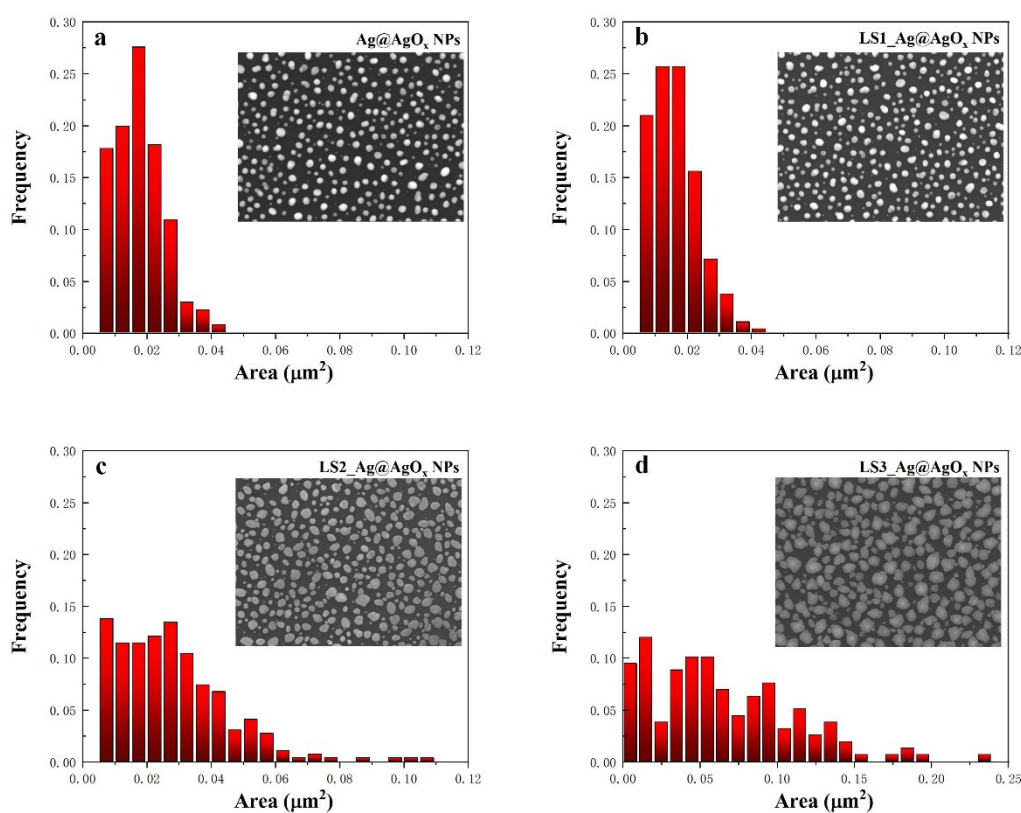 a
Ag@AgOₓ NPs
0.30
0.25
0.20
0.15
0.10
0.05
0.00
Frequency
0.00 0.02 0.04 0.06 0.08 0.10 0.12
Area (μm²)
b
LS1_Ag@AgOₓ NPs
0.30
0.25
0.20
0.15
0.10
0.05
0.00
Frequency
0.00 0.02 0.04 0.06 0.08 0.10 0.12
Area (μm²)
c
LS2_Ag@AgOₓ NPs
0.30
0.25
0.20
0.15
0.10
0.05
0.00
Frequency
0.00 0.02 0.04 0.06 0.08 0.10 0.12
Area (μm²)
d
LS3_Ag@AgOₓ NPs
0.30
0.25
0.20
0.15
0.10
0.05
0.00
Frequency
0.00 0.05 0.10 0.15 0.20 0.25
Area (μm²)